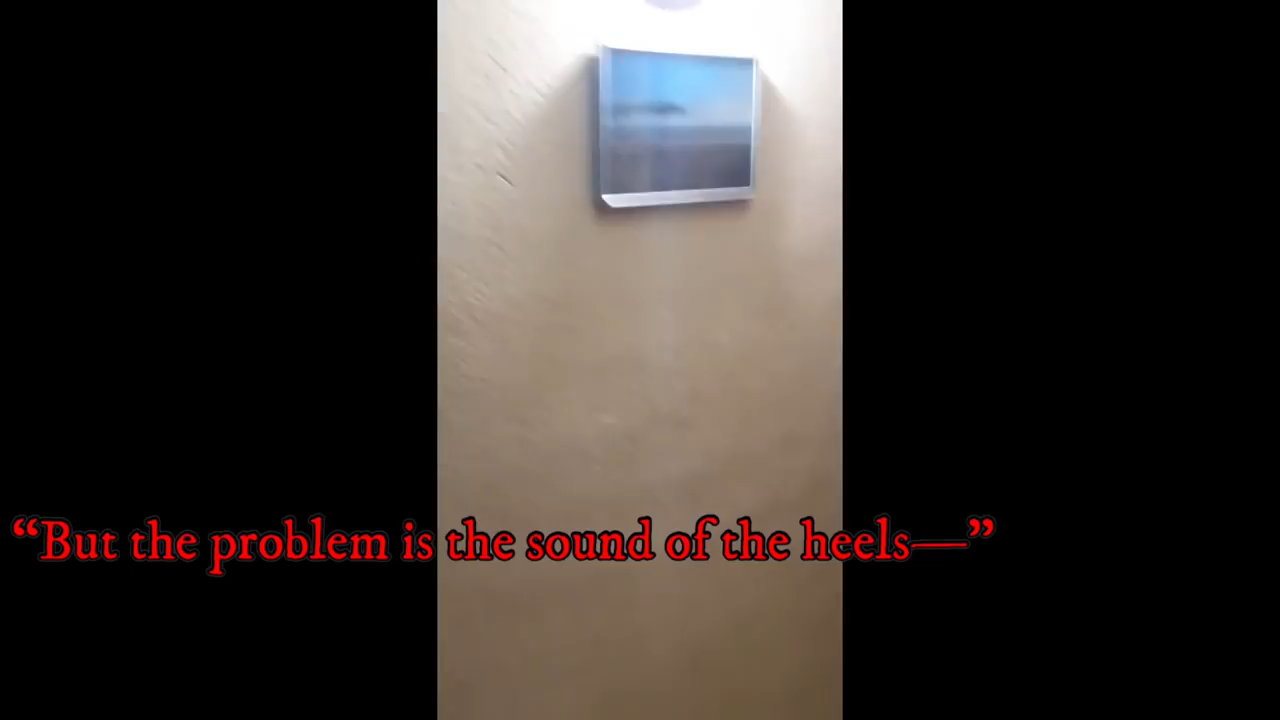 “But the problem is the sound of the heels—”